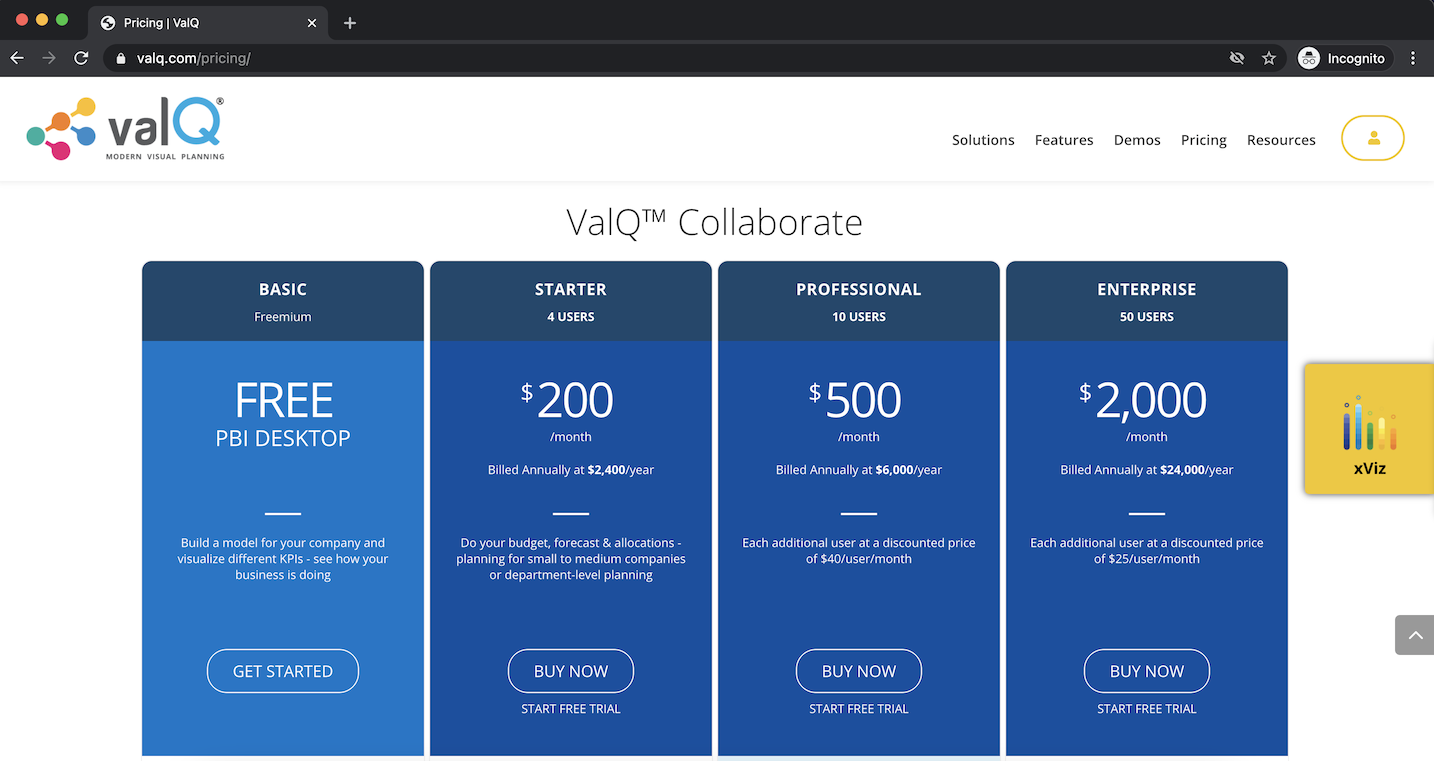 Pricing | ValQ
valq.com/pricing/
Incognito
valQ®
MODERN VISUAL PLANNING
Solutions Features Demos Pricing Resources
ValQ™ Collaborate
BASIC
Freemium
FREE
PBI DESKTOP
Build a model for your company and
visualize different KPIs - see how your
business is doing
GET STARTED
STARTER
4 USERS
$200
/month
Billed Annually at $2,400/year
Do your budget, forecast & allocations -
planning for small to medium companies
or department-level planning
BUY NOW
START FREE TRIAL
PROFESSIONAL
10 USERS
$500
/month
Billed Annually at $6,000/year
Each additional user at a discounted price
of $40/user/month
BUY NOW
START FREE TRIAL
ENTERPRISE
50 USERS
$2,000
/month
Billed Annually at $24,000/year
Each additional user at a discounted price
of $25/user/month
BUY NOW
START FREE TRIAL
xViz